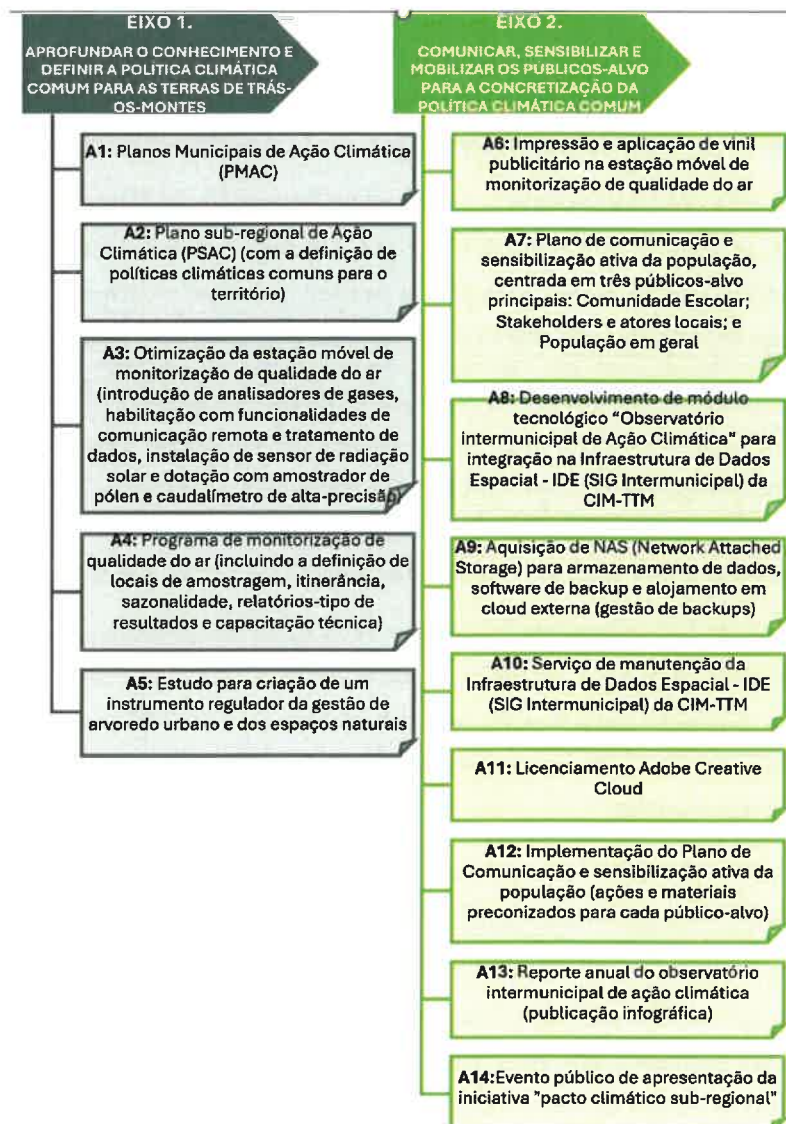 EIXO 1.
APROFUNDAR O CONHECIMENTO E
DEFINIR A POLÍTICA CLIMÁTICA
COMUM PARA AS TERRAS DE TRÁS-
OS-MONTES
A1: Planos Municipais de Ação Climática
(PMAC)
A2: Plano sub-regional de Ação
Climática (PSAC) (com a definição de
políticas climáticas comuns para o
território)
A3: Otimização da estação móvel de
monitorização de qualidade do ar
(introdução de analisadores de gases,
habilitação com funcionalidades de
comunicação remota e tratamento de
dados, instalação de sensor de radiação
solar e dotação com amostrador de
pólen e caudalímetro de alta-precisão)
A4: Programa de monitorização de
qualidade do ar (incluindo a definição de
locais de amostragem, itinerância,
sazonalidade, relatórios-tipo de
resultados e capacitação técnica)
A5: Estudo para criação de um
instrumento regulador da gestão de
arvoredo urbano e dos espaços naturais
EIXO 2.
COMUNICAR, SENSIBILIZAR E
MOBILIZAR OS PÚBLICOS-ALVO
PARA A CONCRETIZAÇÃO DA
POLÍTICA CLIMÁTICA COMUM
A6: Impressão e aplicação de vinil
publicitário na estação móvel de
monitorização de qualidade do ar
A7: Plano de comunicação e
sensibilização ativa da população,
centrada em três públicos-alvo
principais: Comunidade Escolar;
Stakeholders e atores locais; e
População em geral
A8: Desenvolvimento de módulo
tecnológico "Observatório
intermunicipal de Ação Climática" para
integração na Infraestrutura de Dados
Espacial - IDE (SIG Intermunicipal) da
CIM-TTM
A9: Aquisição de NAS (Network Attached
Storage) para armazenamento de dados,
software de backup e alojamento em
cloud externa (gestão de backups)
A10: Serviço de manutenção da
Infraestrutura de Dados Espacial - IDE
(SIG Intermunicipal) da CIM-TTM
A11: Licenciamento Adobe Creative
Cloud
A12: Implementação do Plano de
Comunicação e sensibilização ativa da
população (ações e materiais
preconizados para cada público-alvo)
A13: Reporte anual do observatório
intermunicipal de ação climática
(publicação infográfica)
A14:Evento público de apresentação da
iniciativa "pacto climático sub-regional"